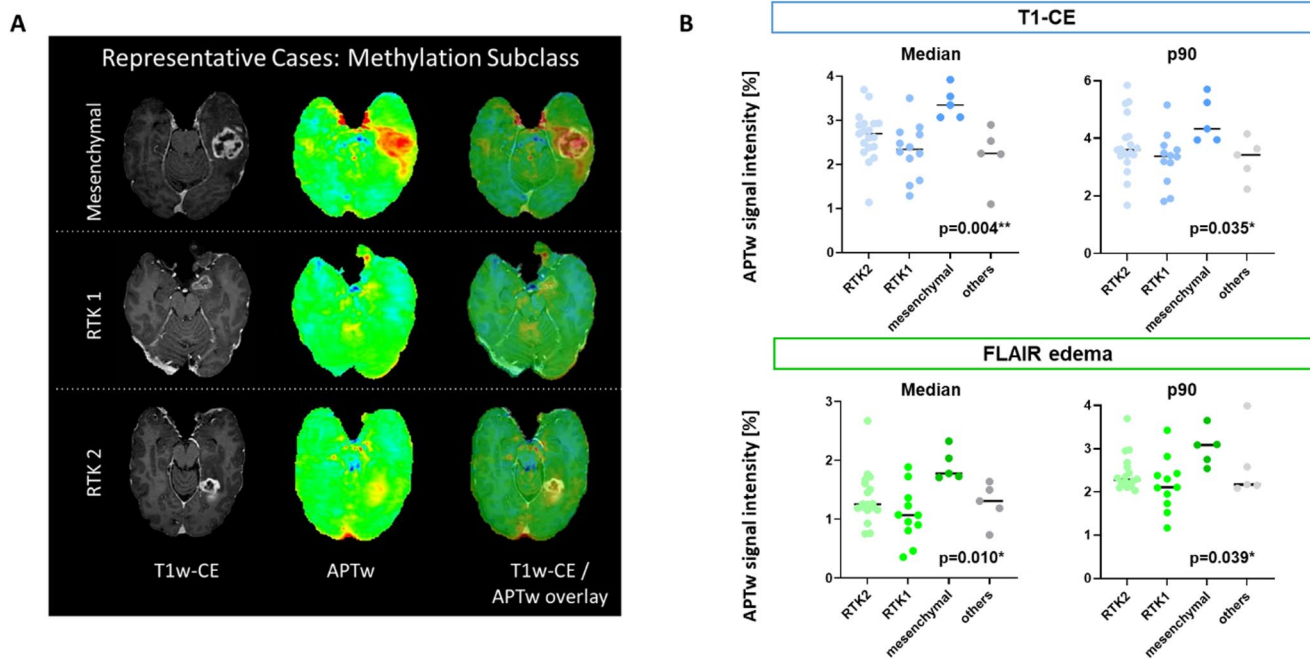 A
Representative Cases: Methylation Subclass
Mesenchymal
RTK 1
RTK 2
T1w-CE
APTw
T1w-CE /
APTw overlay
B
T1-CE
Median
APTw signal intensity [%]
4
3
2
1
0
p=0.004**
RTK2
RTK1
mesenchymal
others
p90
6
4
2
0
p=0.035*
RTK2
RTK1
mesenchymal
others
FLAIR edema
Median
APTw signal intensity [%]
3
2
1
0
p=0.010*
RTK2
RTK1
mesenchymal
others
p90
4
3
2
1
0
p=0.039*
RTK2
RTK1
mesenchymal
others